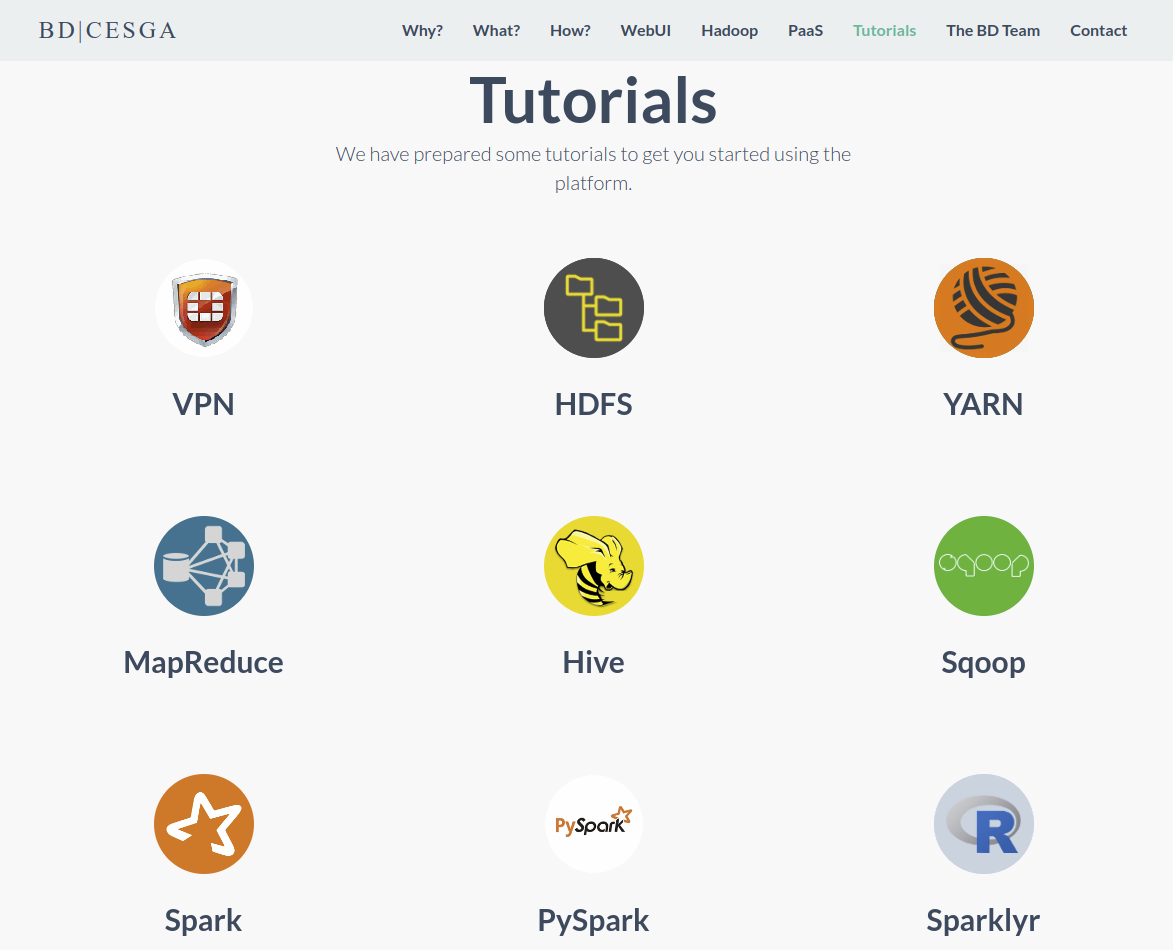 BD|CESGA
Why? What? How? WebUI Hadoop PaaS Tutorials The BD Team Contact
Tutorials
We have prepared some tutorials to get you started using the
platform.
VPN HDFS YARN
sqoop
MapReduce Hive Sqoop
PySpark R
Spark PySpark Sparklyr